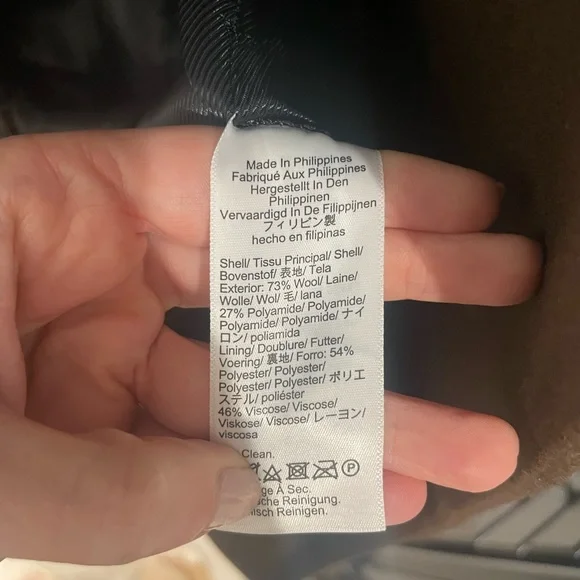 Made In Philippines
Fabriqué Aux Philippines
Hergestellt In Den
Philippinen
Vervaardigd In De Filippijnen
フィリピン製
hecho en filipinas
Shell/ Tissu Principal/ Shell/
Bovenstof/ 表地/ Tela
Exterior: 73% Wool/ Laine/
Wolle/ Wol/ 毛/ lana
27% Polyamide/ Polyamide/
Polyamide/ Polyamide/ ナイ
ロン/ poliamida
Lining/ Doublure/ Futter/
Voering/ 裏地/ Forro: 54%
Polyester/ Polyester/
Polyester/ Polyester/ ポリエ
ステル/ poliéster
46% Viscose/ Viscose/
Viskose/ Viscose/ レーヨン/
viscosa
Clean.
P
À Sec.
Reinigung.
Reinigen.